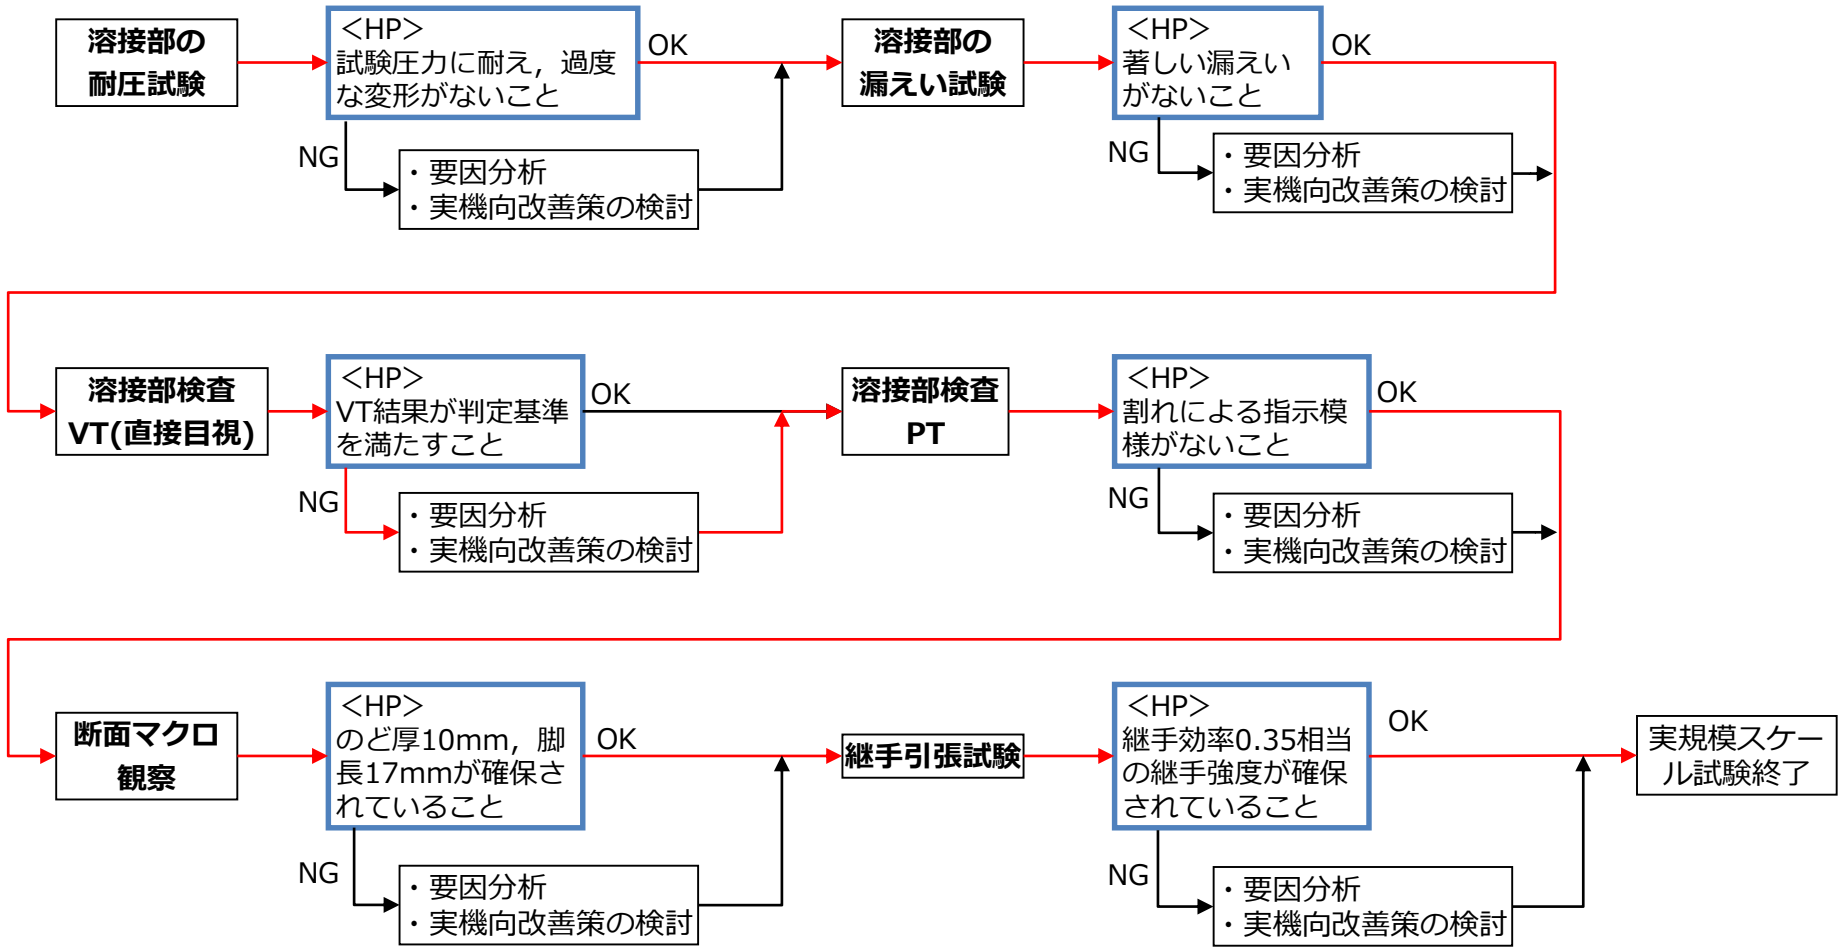 溶接部の
耐圧試験
＜HP＞
試験圧力に耐え，過度
な変形がないこと
OK
NG
・要因分析
・実機向改善策の検討
溶接部の
漏えい試験
＜HP＞
著しい漏えい
がないこと
OK
NG
・要因分析
・実機向改善策の検討
溶接部検査
VT(直接目視)
＜HP＞
VT結果が判定基準
を満たすこと
OK
NG
・要因分析
・実機向改善策の検討
溶接部検査
PT
＜HP＞
割れによる指示模
様がないこと
OK
NG
・要因分析
・実機向改善策の検討
断面マクロ
観察
＜HP＞
のど厚10mm，脚
長17mmが確保さ
れていること
OK
NG
・要因分析
・実機向改善策の検討
継手引張試験
＜HP＞
継手効率0.35相当
の継手強度が確保
されていること
OK
NG
・要因分析
・実機向改善策の検討
実規模スケー
ル試験終了